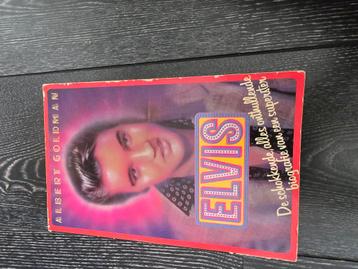 ALBERT GOLDMAN
ELVIS
De schokkende, alles onthullende
biografie van een superster